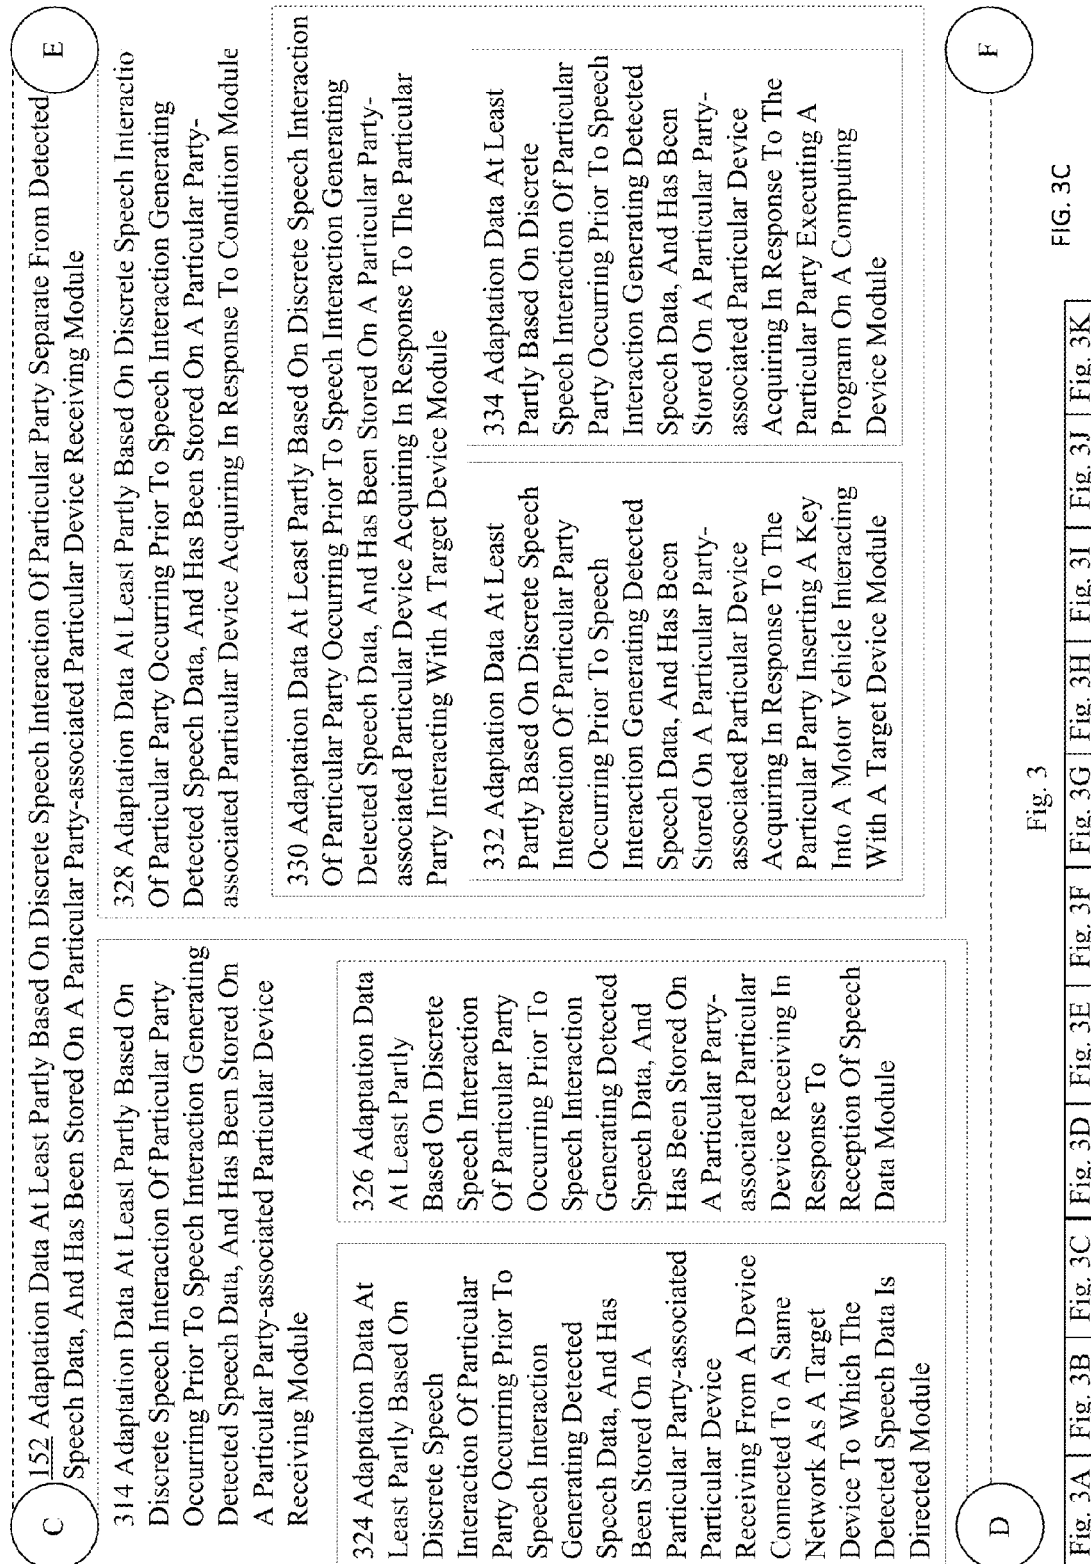 C
152 Adaptation Data At Least Partly Based On Discrete Speech Interaction Of Particular Party Separate From Detected
Speech Data, And Has Been Stored On A Particular Party-associated Particular Device Receiving Module
E
314 Adaptation Data At Least Partly Based On
Discrete Speech Interaction Of Particular Party
Occurring Prior To Speech Interaction Generating
Detected Speech Data, And Has Been Stored On
A Particular Party-associated Particular Device
Receiving Module
324 Adaptation Data At
Least Partly Based On
Discrete Speech
Interaction Of Particular
Party Occurring Prior To
Speech Interaction
Generating Detected
Speech Data, And Has
Been Stored On A
Particular Party-associated
Particular Device
Receiving From A Device
Connected To A Same
Network As A Target
Device To Which The
Detected Speech Data Is
Directed Module
326 Adaptation Data
At Least Partly
Based On Discrete
Speech Interaction
Of Particular Party
Occurring Prior To
Speech Interaction
Generating Detected
Speech Data, And
Has Been Stored On
A Particular Party-
associated Particular
Device Receiving In
Response To
Reception Of Speech
Data Module
328 Adaptation Data At Least Partly Based On Discrete Speech Interactio
Of Particular Party Occurring Prior To Speech Interaction Generating
Detected Speech Data, And Has Been Stored On A Particular Party-
associated Particular Device Acquiring In Response To Condition Module
330 Adaptation Data At Least Partly Based On Discrete Speech Interaction
Of Particular Party Occurring Prior To Speech Interaction Generating
Detected Speech Data, And Has Been Stored On A Particular Party-
associated Particular Device Acquiring In Response To The Particular
Party Interacting With A Target Device Module
332 Adaptation Data At Least
Partly Based On Discrete Speech
Interaction Of Particular Party
Occurring Prior To Speech
Interaction Generating Detected
Speech Data, And Has Been
Stored On A Particular Party-
associated Particular Device
Acquiring In Response To The
Particular Party Inserting A Key
Into A Motor Vehicle Interacting
With A Target Device Module
334 Adaptation Data At Least
Partly Based On Discrete
Speech Interaction Of Particular
Party Occurring Prior To Speech
Interaction Generating Detected
Speech Data, And Has Been
Stored On A Particular Party-
associated Particular Device
Acquiring In Response To The
Particular Party Executing A
Program On A Computing
Device Module
D
F
Fig. 3
Fig. 3A Fig. 3B Fig. 3C Fig. 3D Fig. 3E Fig. 3F Fig. 3G Fig. 3H Fig. 3I Fig. 3J Fig. 3K
FIG. 3C